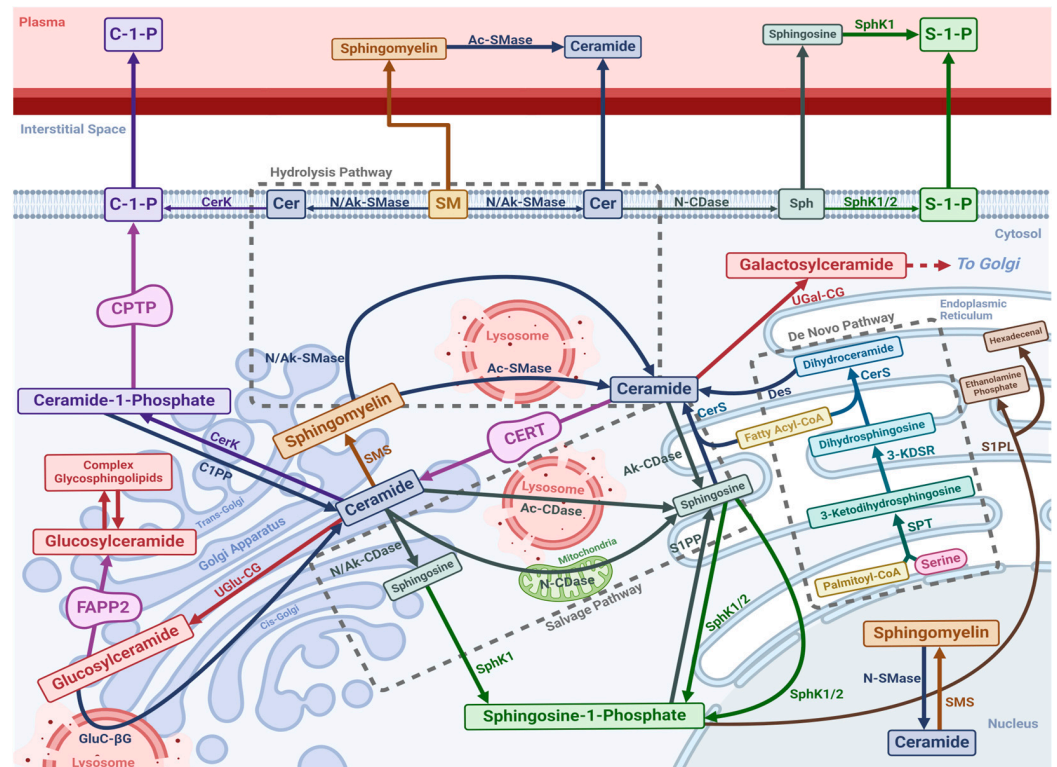 Plasma
C-1-P
Sphingomyelin
Ac-SMase
Ceramide
Sphingosine
SphK1
S-1-P
Interstitial Space
Hydrolysis Pathway
C-1-P
CerK
Cer
N/Ak-SMase
SM
N/Ak-SMase
Cer
N-CDase
Sph
SphK1/2
S-1-P
Cytosol
Galactosylceramide
To Golgi
UGal-CG
CPTP
Endoplasmic
Reticulum
De Novo Pathway
Hexadecenal
Lysosome
N/Ak-SMase
Dihydroceramide
Ac-SMase
CerS
Ceramide
Des
Ethanolamine
Phosphate
Ceramide-1-Phosphate
Sphingomyelin
CerS
Fatty Acyl-CoA
Dihydrosphingosine
CERT
CerK
SMS
3-KDSR
S1PL
C1PP
Ak-CDase
Complex
Glycosphingolipids
Lysosome
Ceramide
Sphingosine
3-Ketodihydrosphingosine
Trans-Golgi
Ac-CDase
SPT
Glucosylceramide
Golgi Apparatus
S1PP
Mitochondria
N/Ak-CDase
Sphingosine
N-CDase
Palmitoyl-CoA
Serine
UGlu-CG
FAPP2
Cis-Golgi
Salvage Pathway
SphK1/2
Glucosylceramide
SphK1
Sphingomyelin
N-SMase
SMS
SphK1/2
Sphingosine-1-Phosphate
Nucleus
GluC-βG
Ceramide
Lysosome